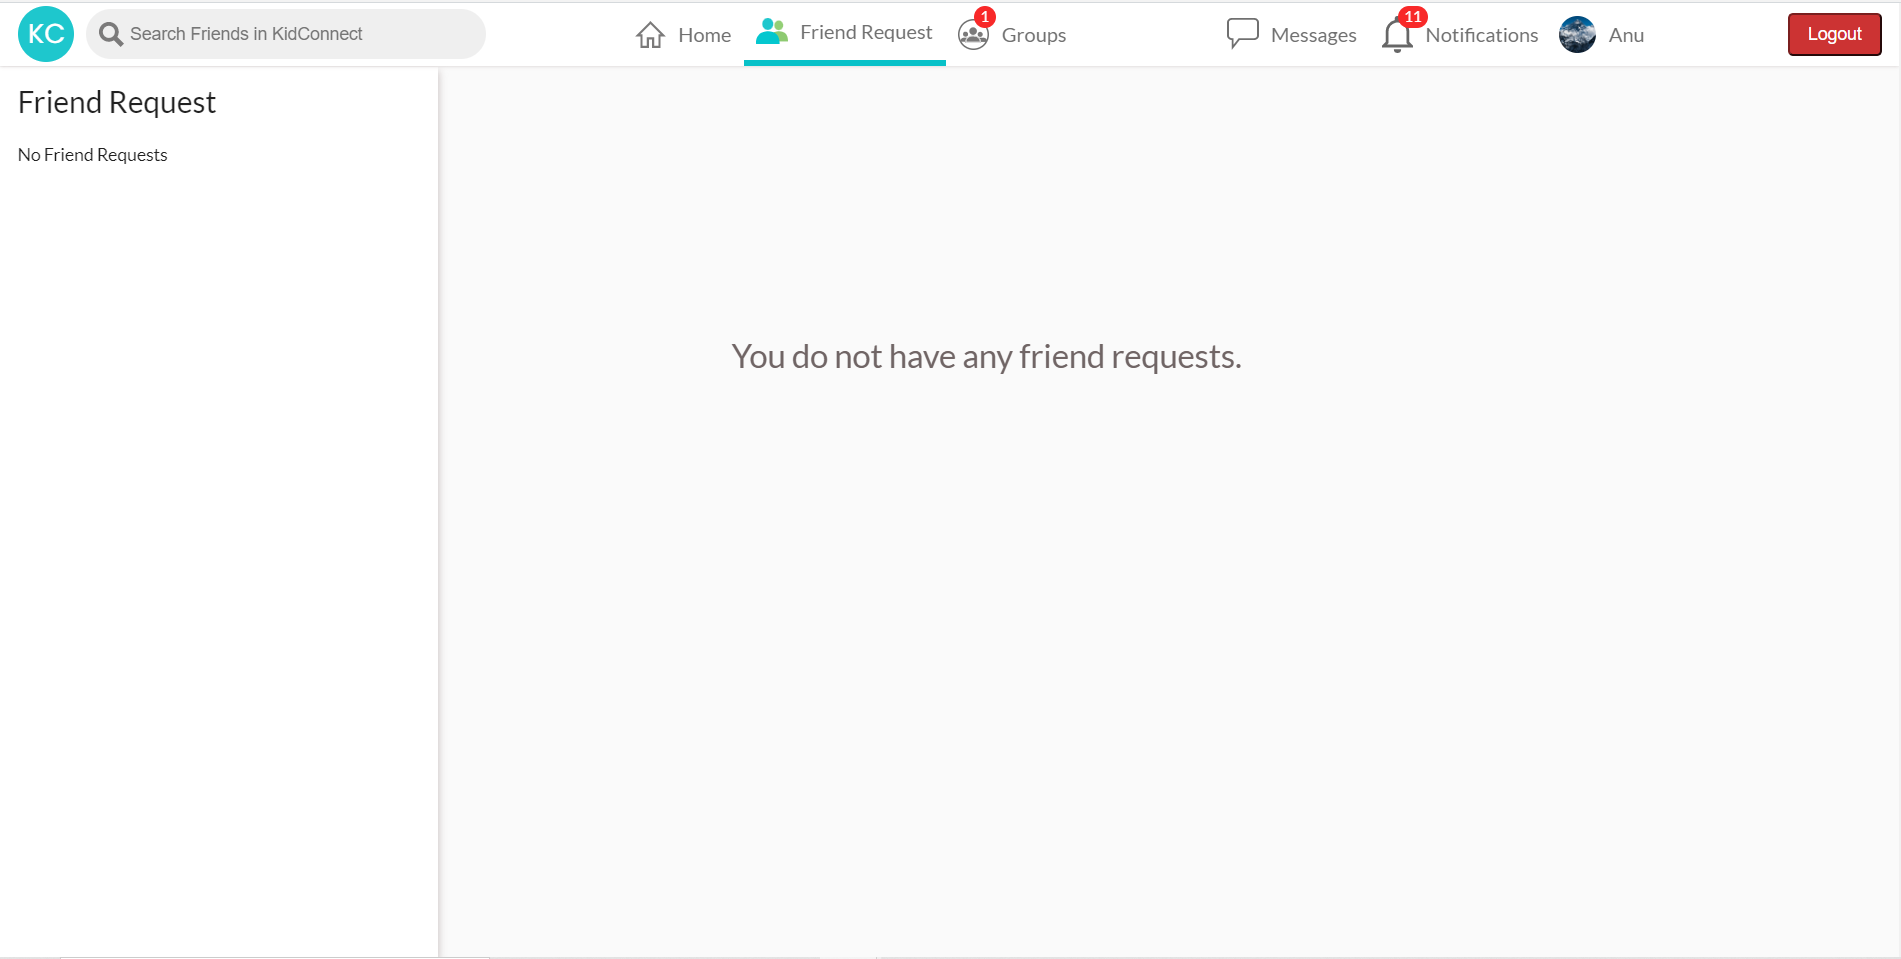 KC
Search Friends in KidConnect
Home
Friend Request
1
Groups
Messages
11
Notifications
Anu
Logout
Friend Request
No Friend Requests
You do not have any friend requests.